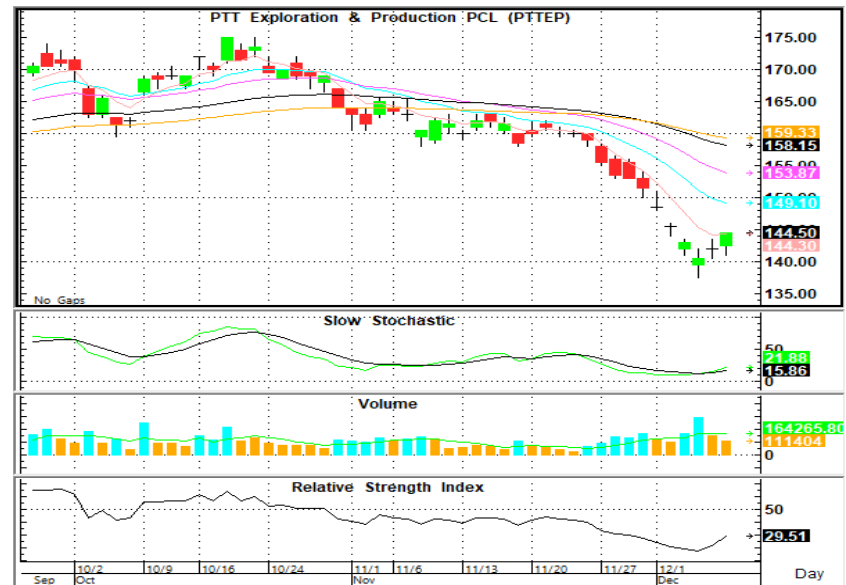 PTT Exploration & Production PCL (PTTEP)
175.00
170.00
165.00
159.33
158.15
153.87
149.10
144.50
144.30
140.00
135.00
No Gaps
Slow Stochastic
50
21.88
15.86
0
Volume
164265.80
111404
0
Relative Strength Index
50
29.51
10/2 10/9 10/16 10/24 11/1 11/6 11/13 11/20 11/27 12/1
Sep Oct Nov Dec Day